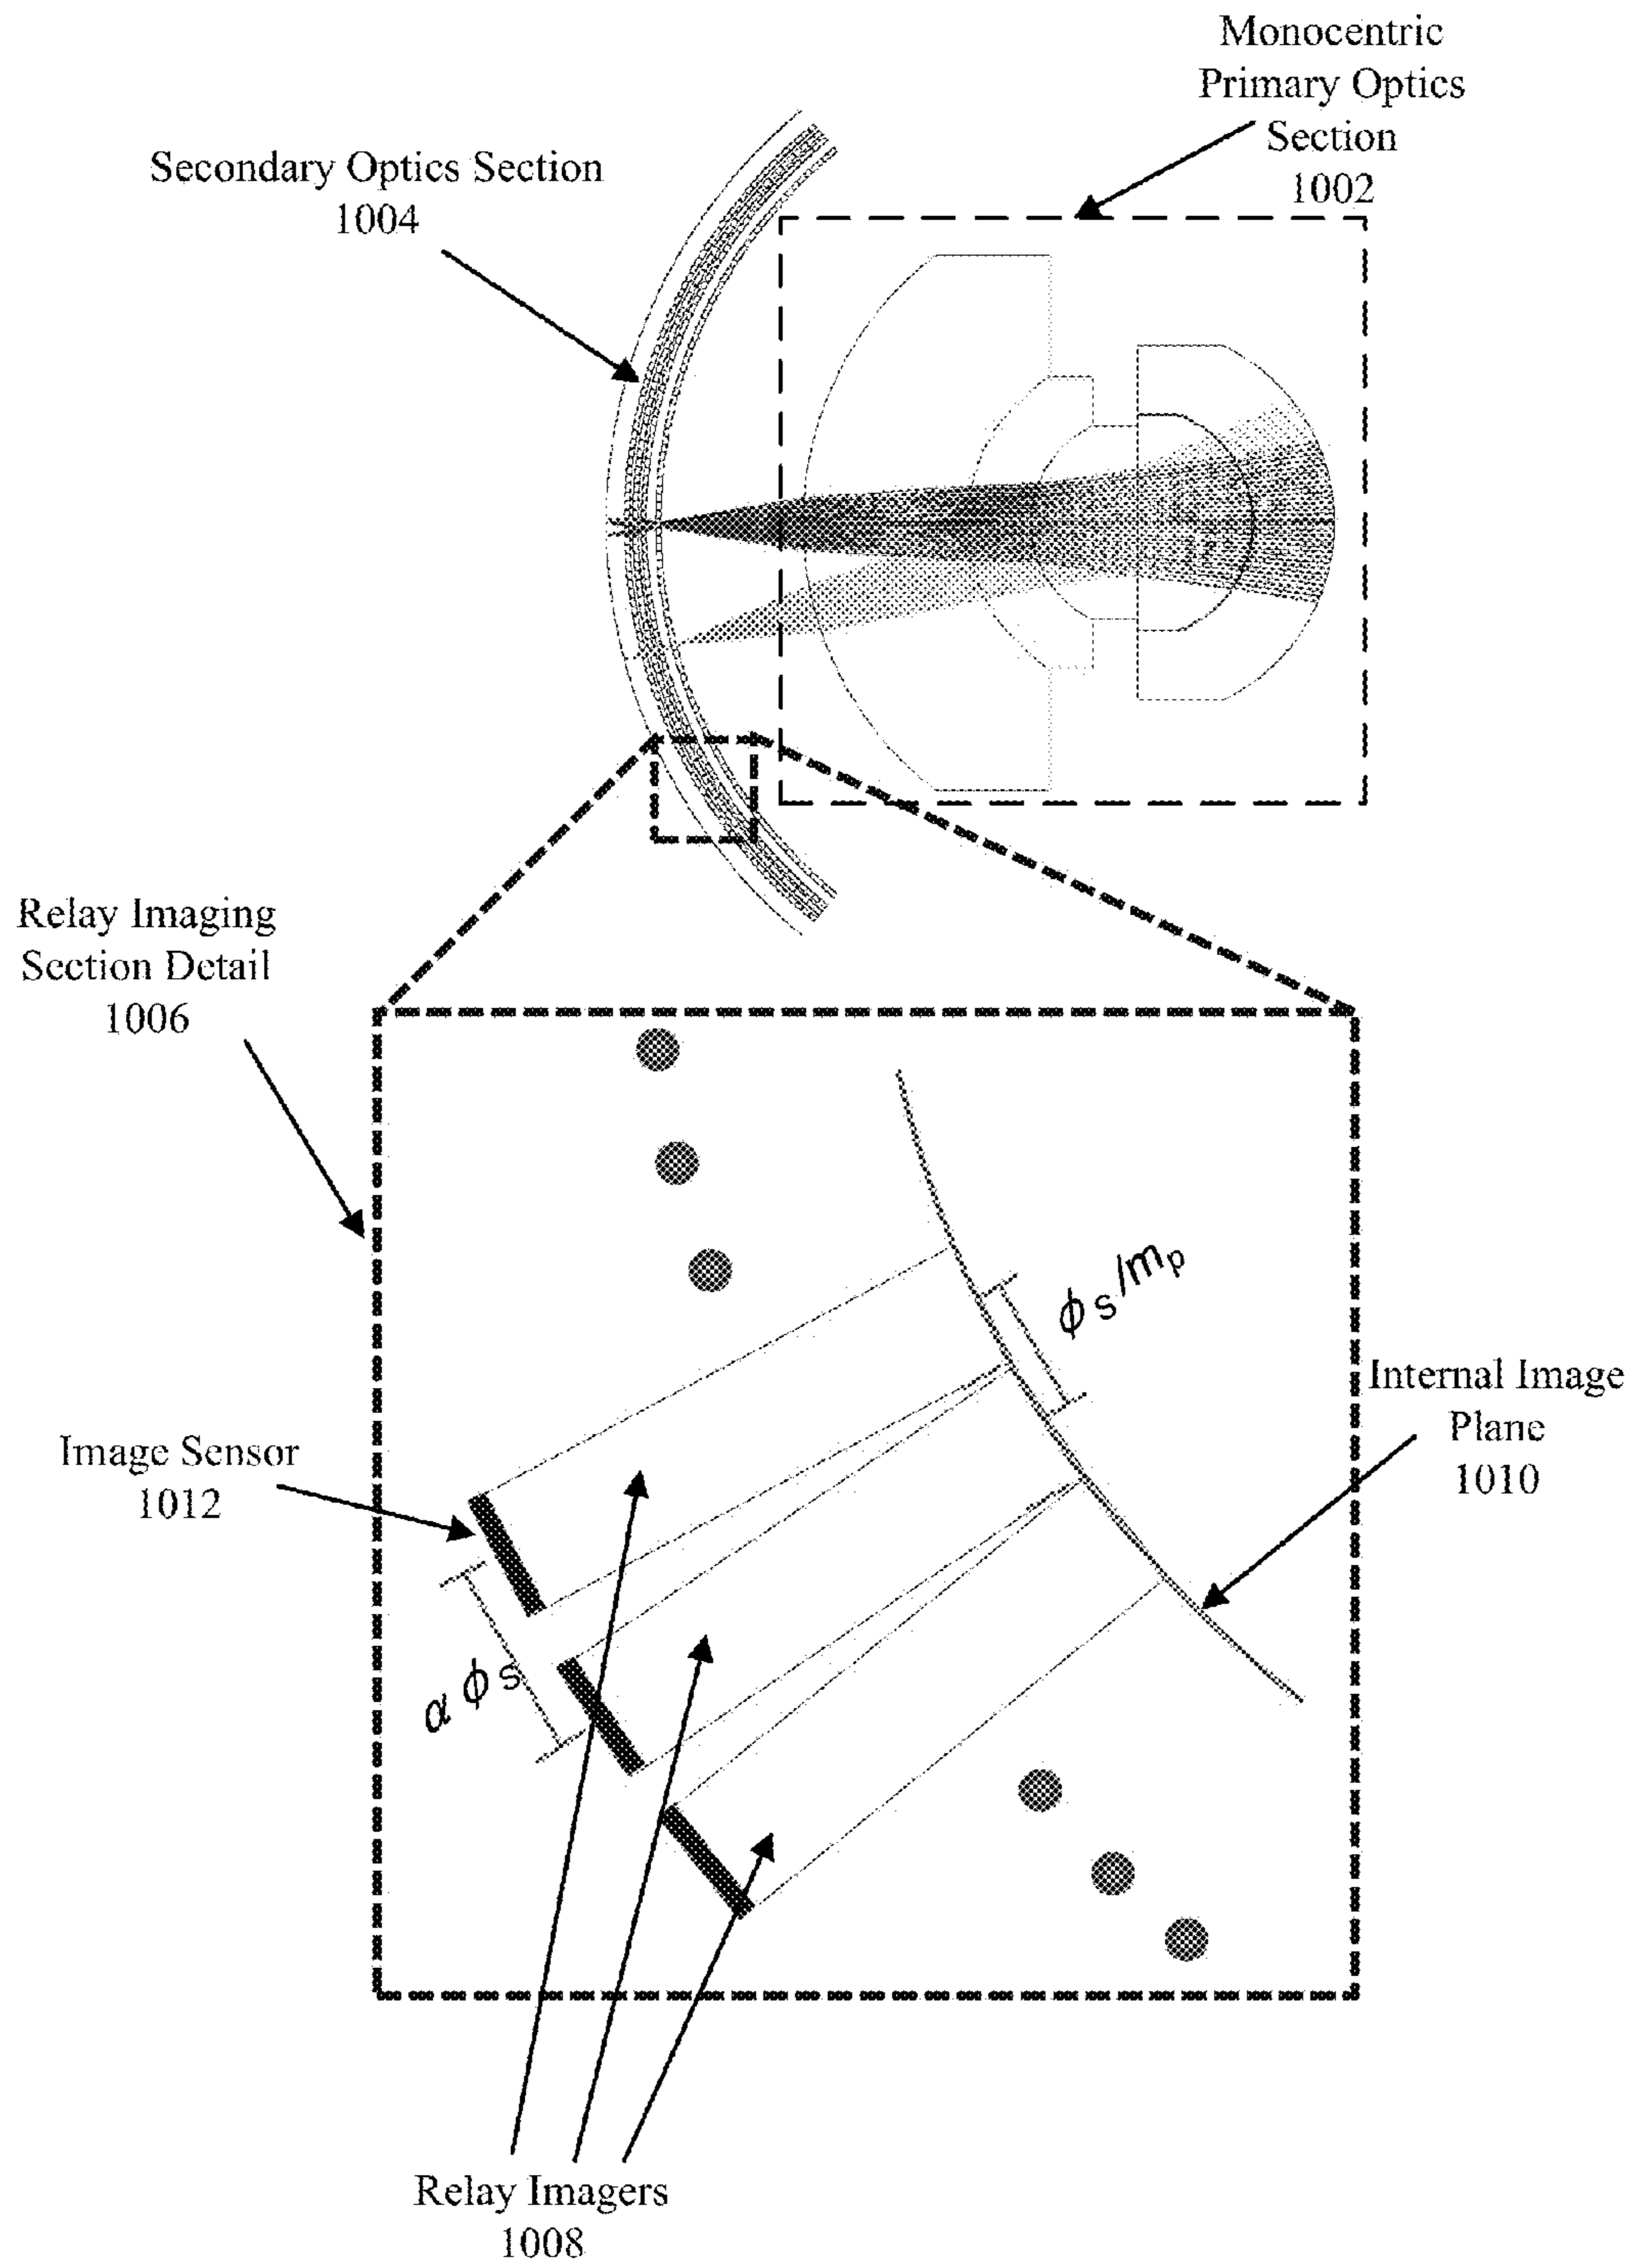 Monocentric
Primary Optics
Section
1002
Secondary Optics Section
1004
Relay Imaging
Section Detail
1006
ϕs/mp
Internal Image
Plane
1010
Image Sensor
1012
α ϕs
Relay Imagers
1008